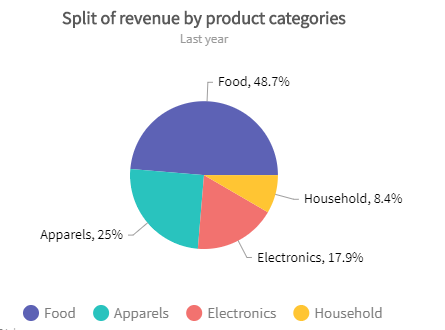 Split of revenue by product categories
Last year
Food, 48.7%
Household, 8.4%
Apparels, 25%
Electronics, 17.9%
Food Apparels Electronics Household